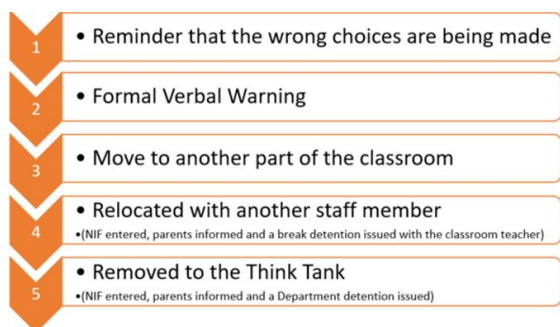 1
• Reminder that the wrong choices are being made
2
• Formal Verbal Warning
3
• Move to another part of the classroom
4
• Relocated with another staff member
•(NIF entered, parents informed and a break detention issued with the classroom teacher)
5
• Removed to the Think Tank
•(NIF entered, parents informed and a Department detention issued)